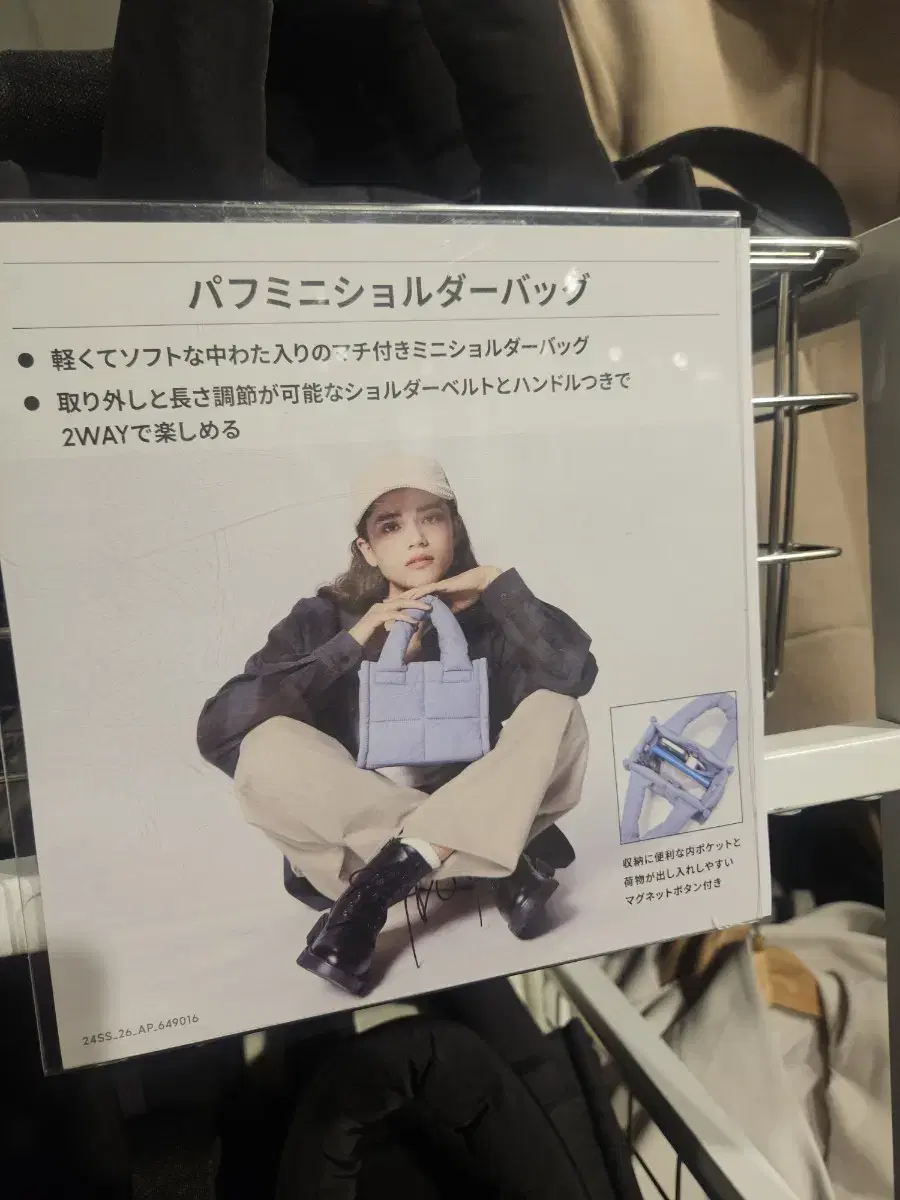 パフミニショルダーバッグ
● 軽くてソフトな中わた入りのマチ付きミニショルダーバッグ
● 取り外しと長さ調節が可能なショルダーベルトとハンドルつきで
2WAYで楽しめる
収納に便利な内ポケットと
荷物が出し入れしやすい
マグネットボタン付き
24SS_26_AP_649016